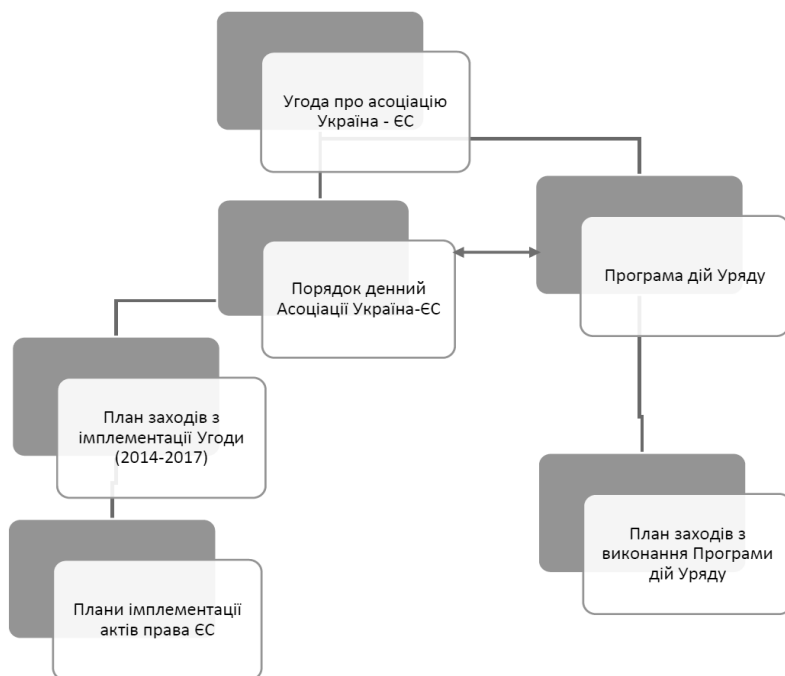 Угода про асоціацію
Україна - ЄС
Порядок денний
Асоціації Україна-ЄС
Програма дій Уряду
План заходів з
імплементації Угоди
(2014-2017)
План заходів з
виконання Програми
дій Уряду
Плани імплементації
актів права ЄС